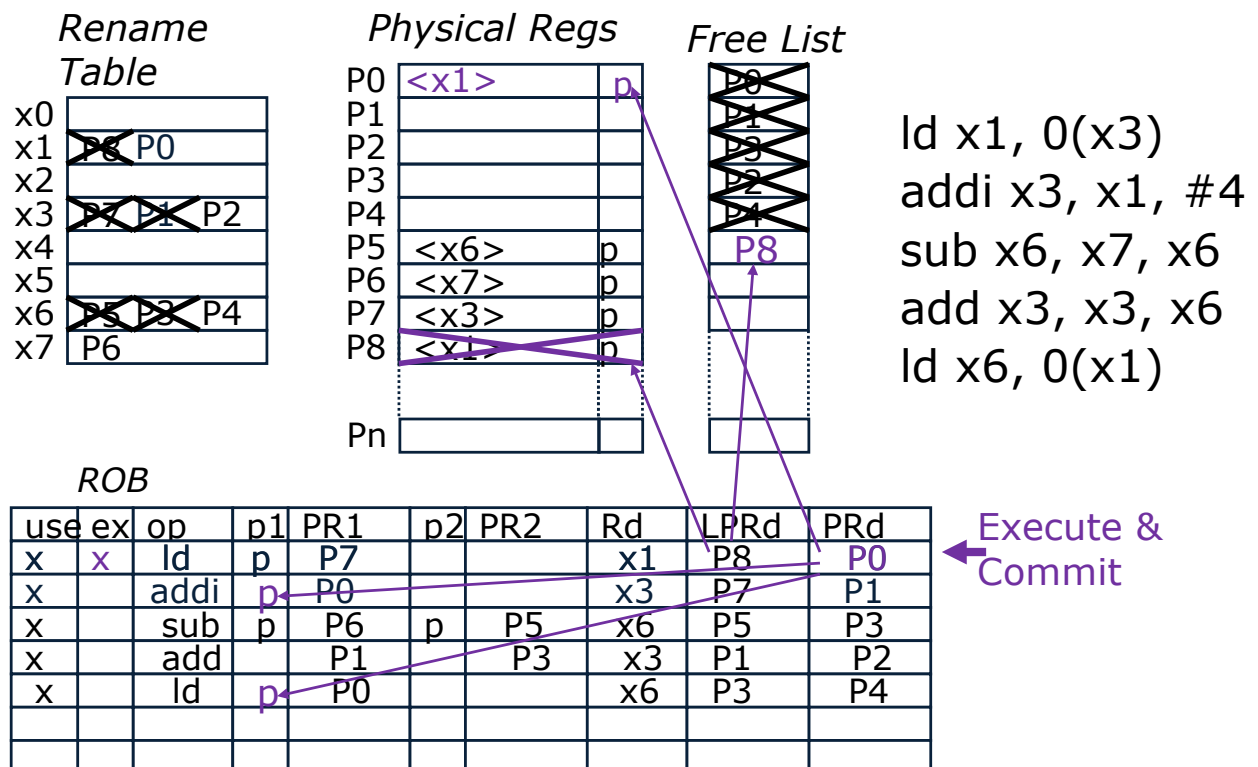 Rename Table
Physical Regs
Free List
x0
x1 P8 P0
x2
x3 P7 P1 P2
x4
x5
x6 P5 P3 P4
x7 P6
P0 <x1> p
P1
P2
P3
P4
P5 <x6> p
P6 <x7> p
P7 <x3> p
P8 <x1> p
Pn
P0
P1
P3
P2
P4
P8
ld x1, 0(x3)
addi x3, x1, #4
sub x6, x7, x6
add x3, x3, x6
ld x6, 0(x1)
ROB
use ex op p1 PR1 p2 PR2 Rd LPRd PRd
x x ld p P7 x1 P8 P0
x addi p P0 x3 P7 P1
x sub p P6 p P5 x6 P5 P3
x add P1 P3 x3 P1 P2
x ld p P0 x6 P3 P4
Execute &
Commit